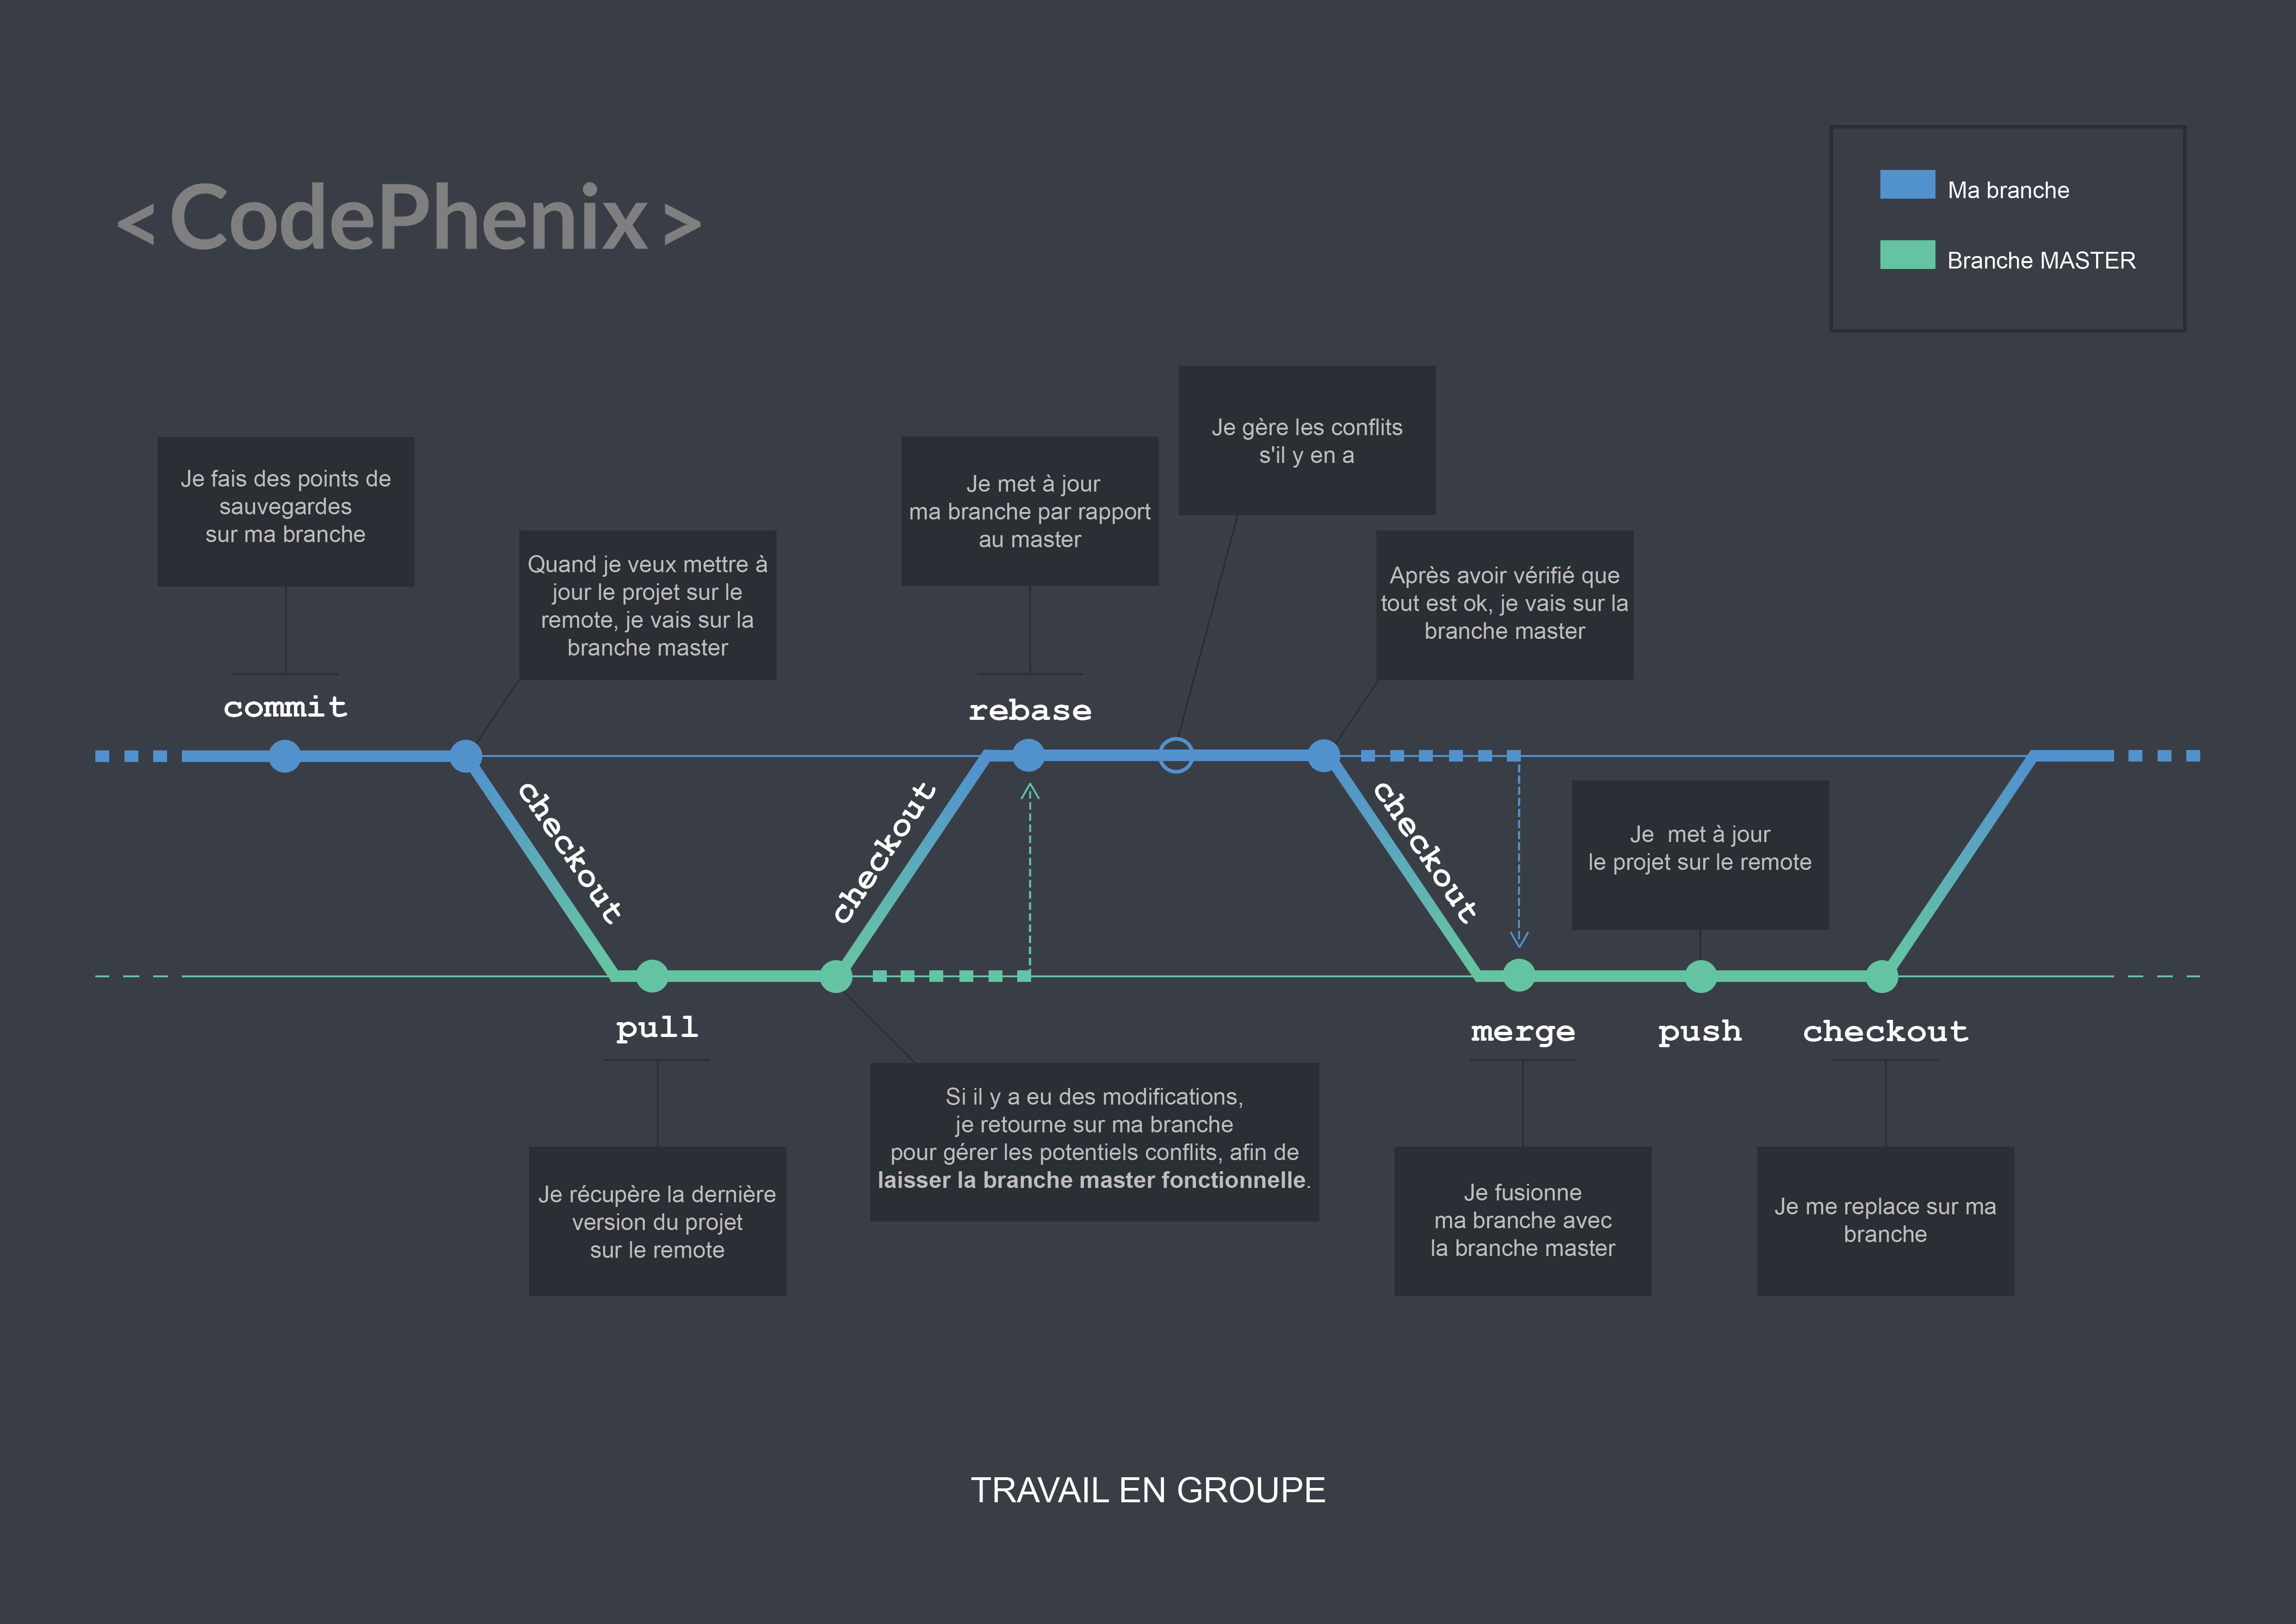 <CodePhenix>
Ma branche
Branche MASTER
Je gère les conflits
s'il y en a
Je fais des points de
sauvegardes
sur ma branche
Je met à jour
ma branche par rapport
au master
Quand je veux mettre à
jour le projet sur le
remote, je vais sur la
branche master
Après avoir vérifié que
tout est ok, je vais sur la
branche master
commit
rebase
checkout
checkout
checkout
Je  met à jour
le projet sur le remote
pull
merge
push
checkout
Si il y a eu des modifications,
je retourne sur ma branche
pour gérer les potentiels conflits, afin de
laisser la branche master fonctionnelle.
Je récupère la dernière
version du projet
sur le remote
Je fusionne
ma branche avec
la branche master
Je me replace sur ma
branche
TRAVAIL EN GROUPE